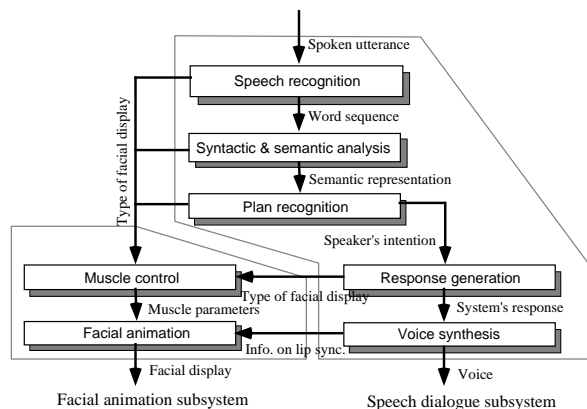 Spoken utterance
Speech recognition
Word sequence
Syntactic & semantic analysis
Semantic representation
Type of facial display
Plan recognition
Speaker's intention
Muscle control
Response generation
Type of facial display
Muscle parameters
System's response
Facial animation
Voice synthesis
Info. on lip sync.
Facial display
Voice
Facial animation subsystem
Speech dialogue subsystem